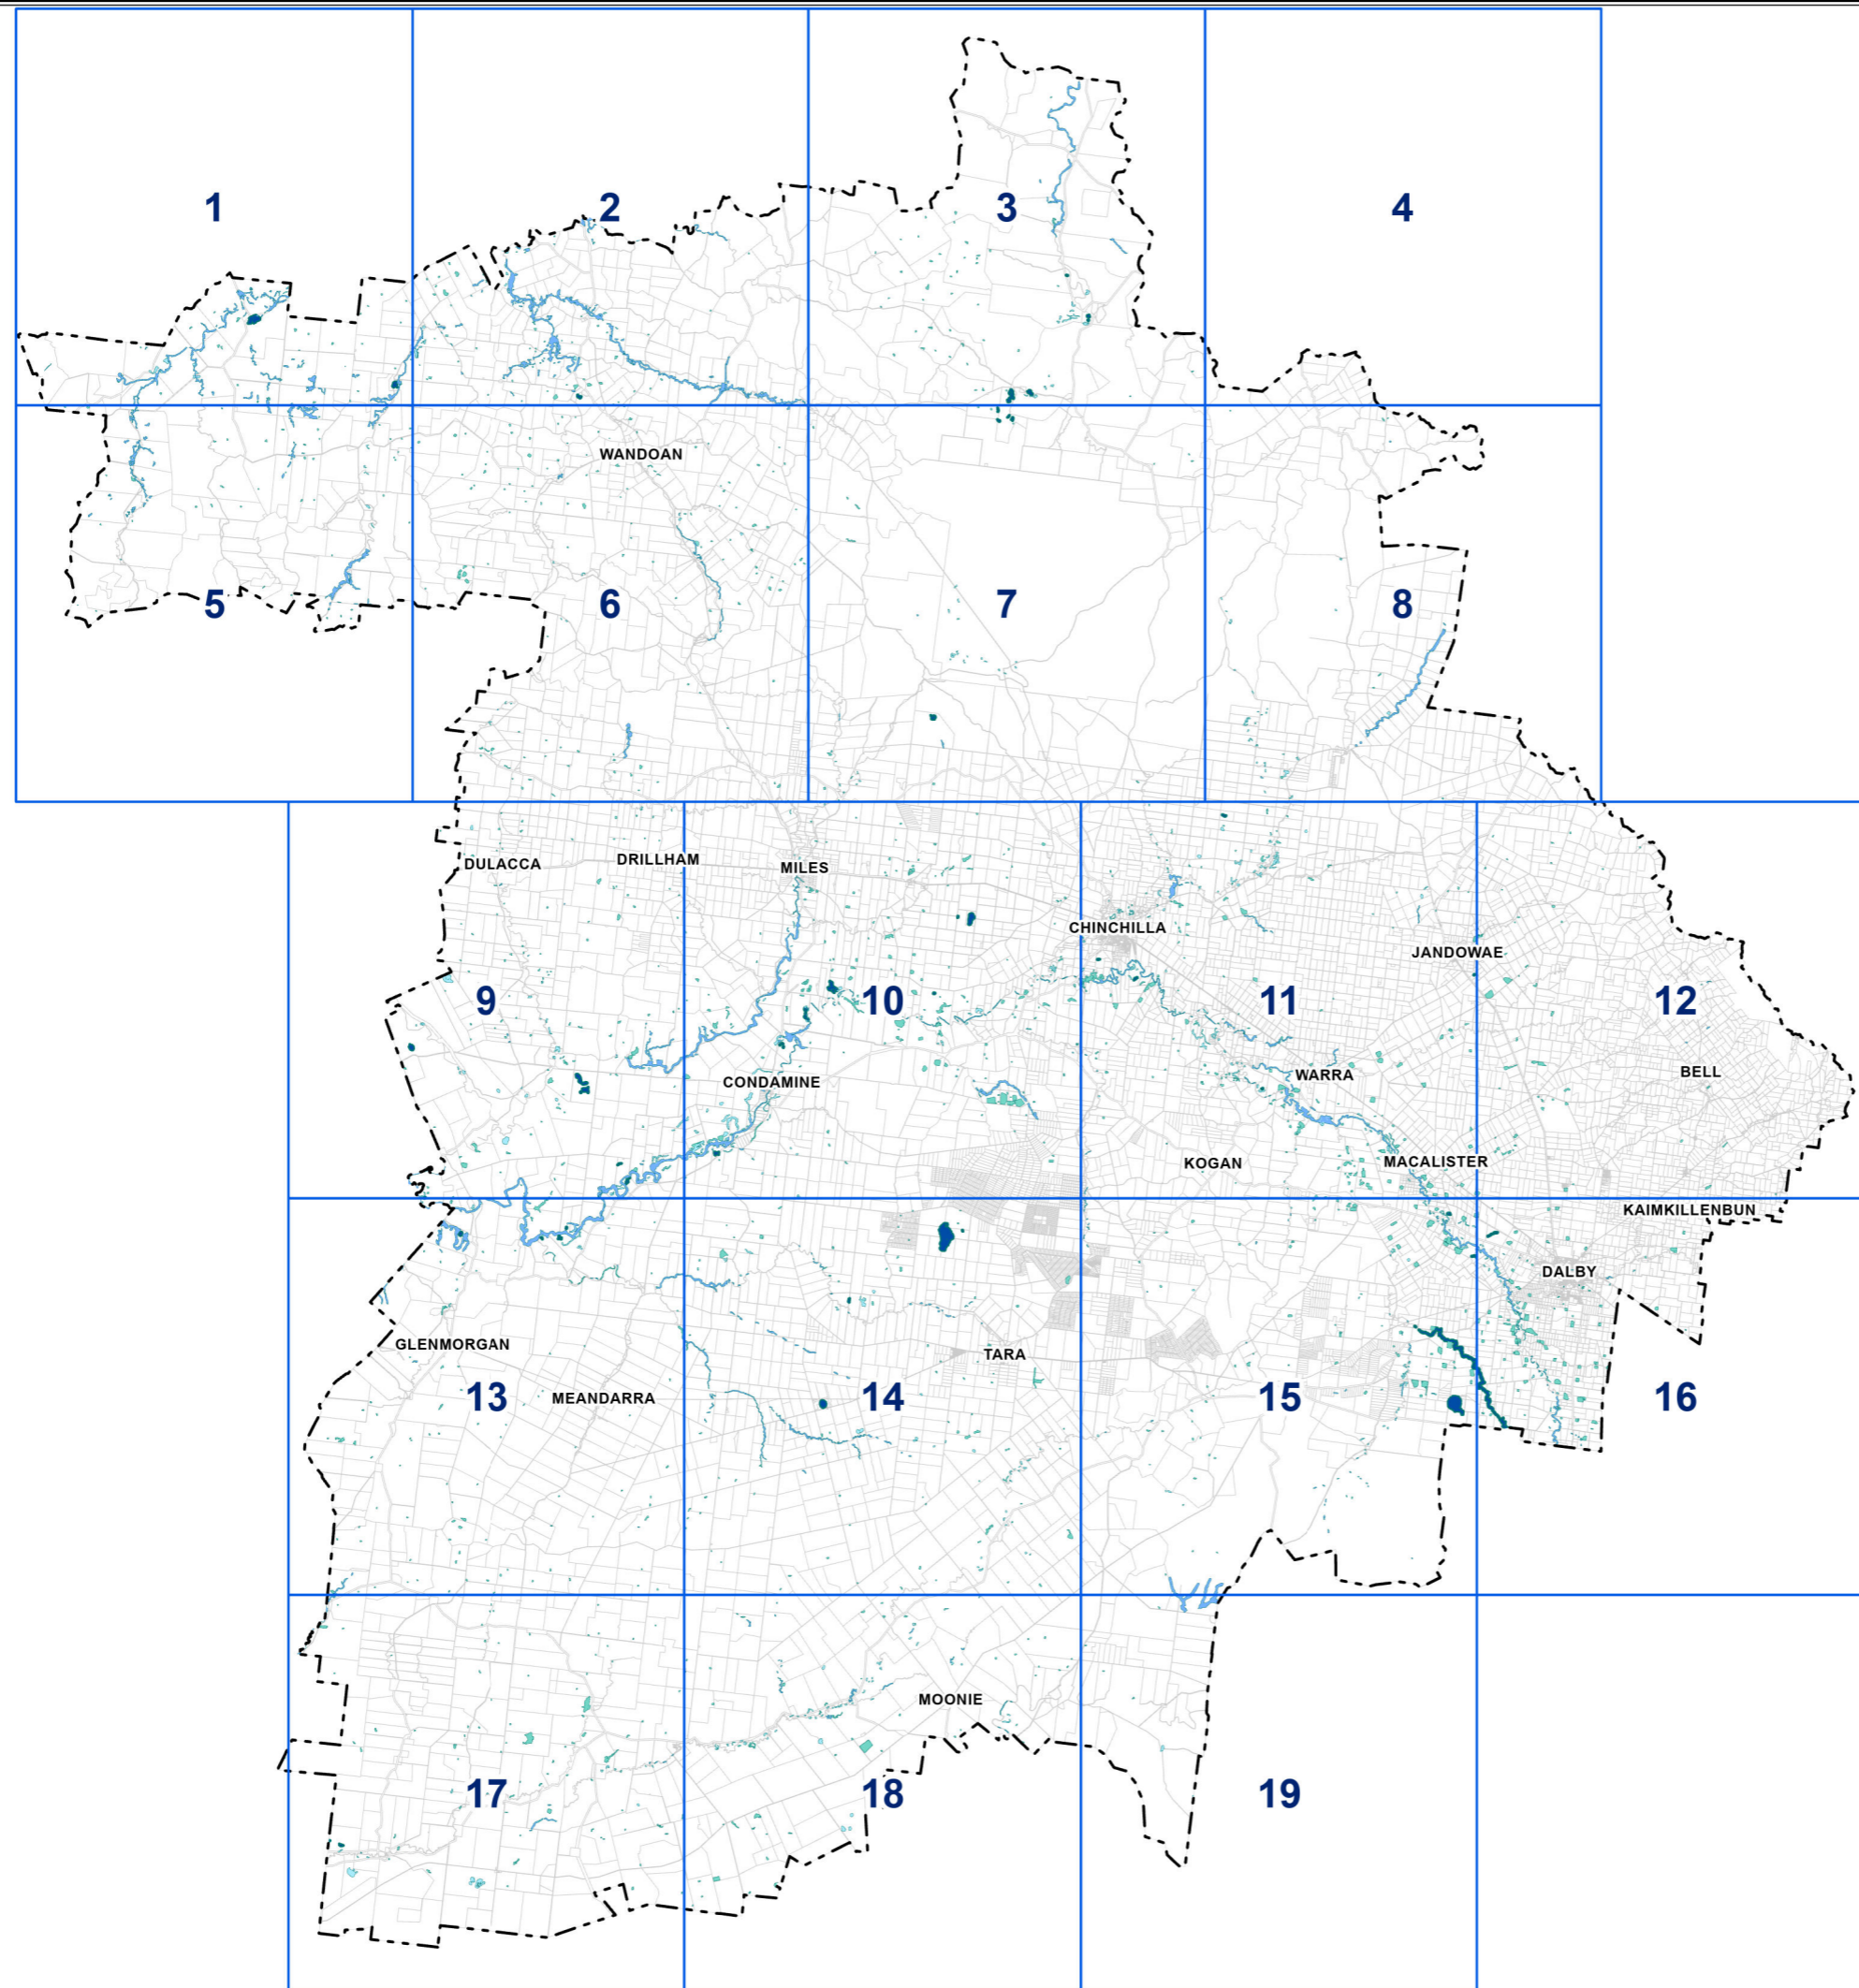 1
2
3
4
WANDOAN
5
6
7
8
DULACCA
DRILLHAM
MILES
CHINCHILLA
JANDOWAE
9
10
11
12
CONDAMINE
WARRA
BELL
KOGAN
MACALISTER
KAIMKILLENBUN
DALBY
GLENMORGAN
TARA
13
MEANDARRA
14
15
16
MOONIE
17
18
19